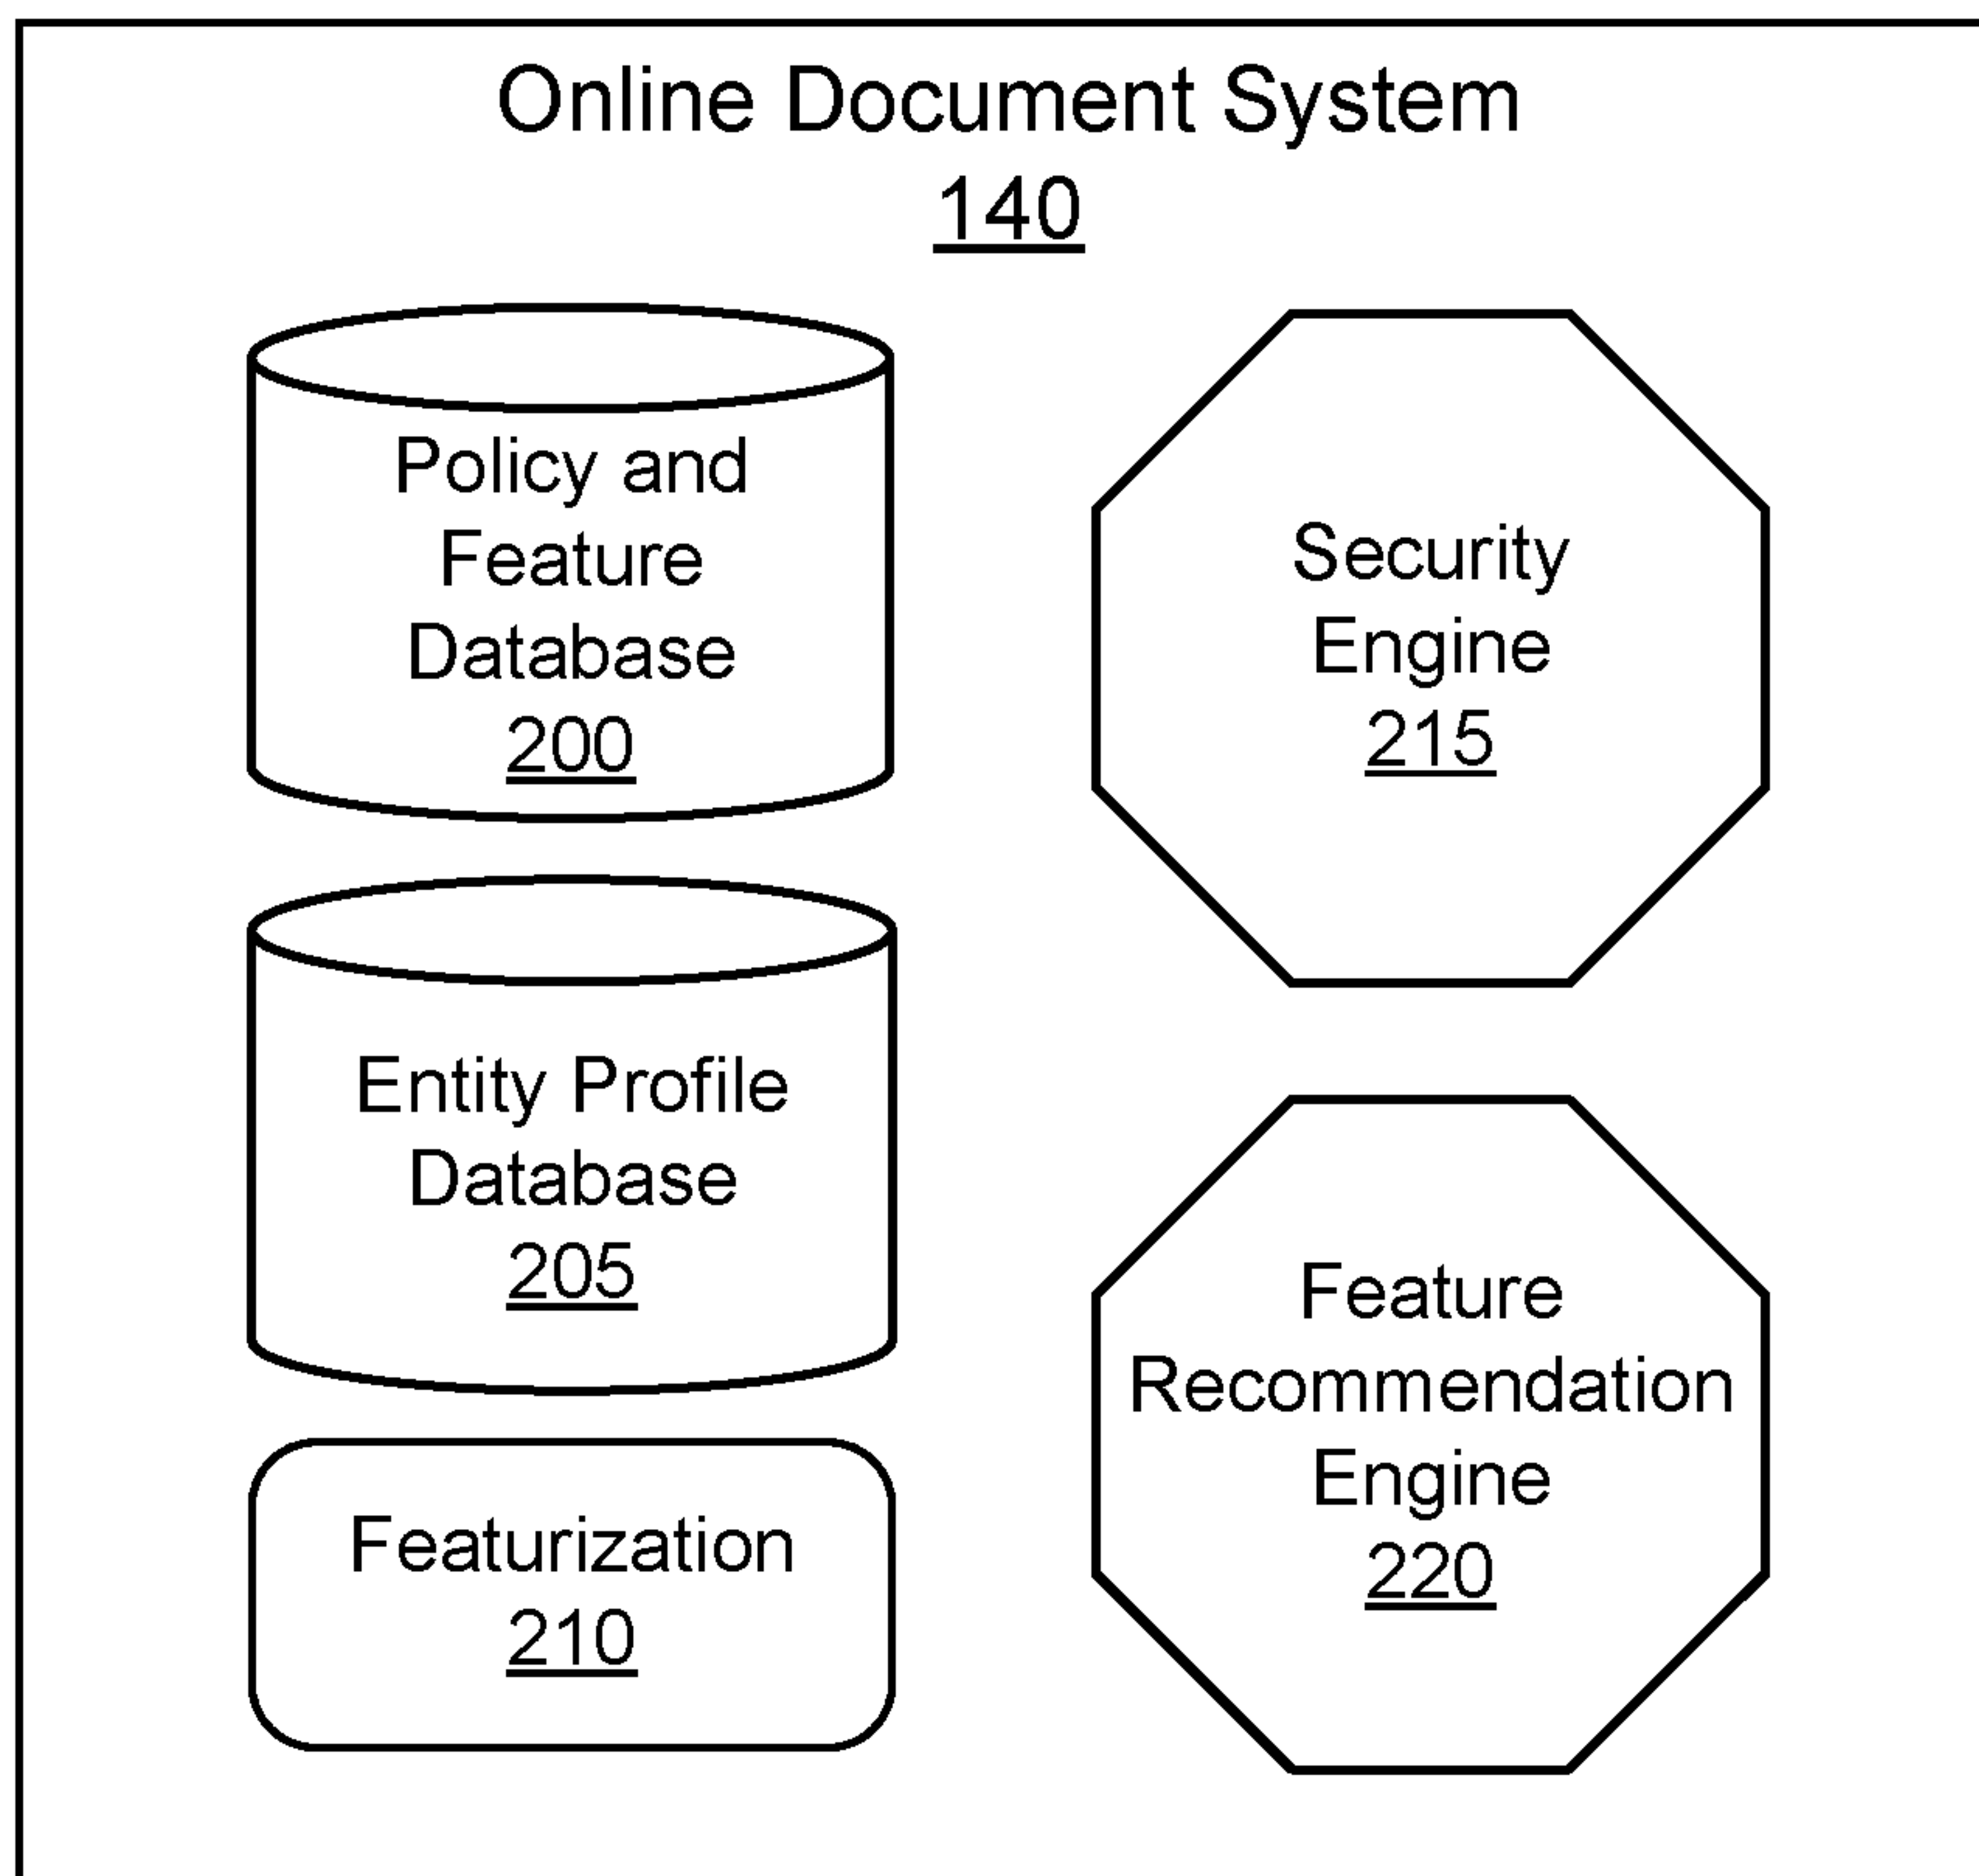 Online Document System
140
Policy and
Feature
Database
200
Entity Profile
Database
205
Featurization
210
Security
Engine
215
Feature
Recommendation
Engine
220